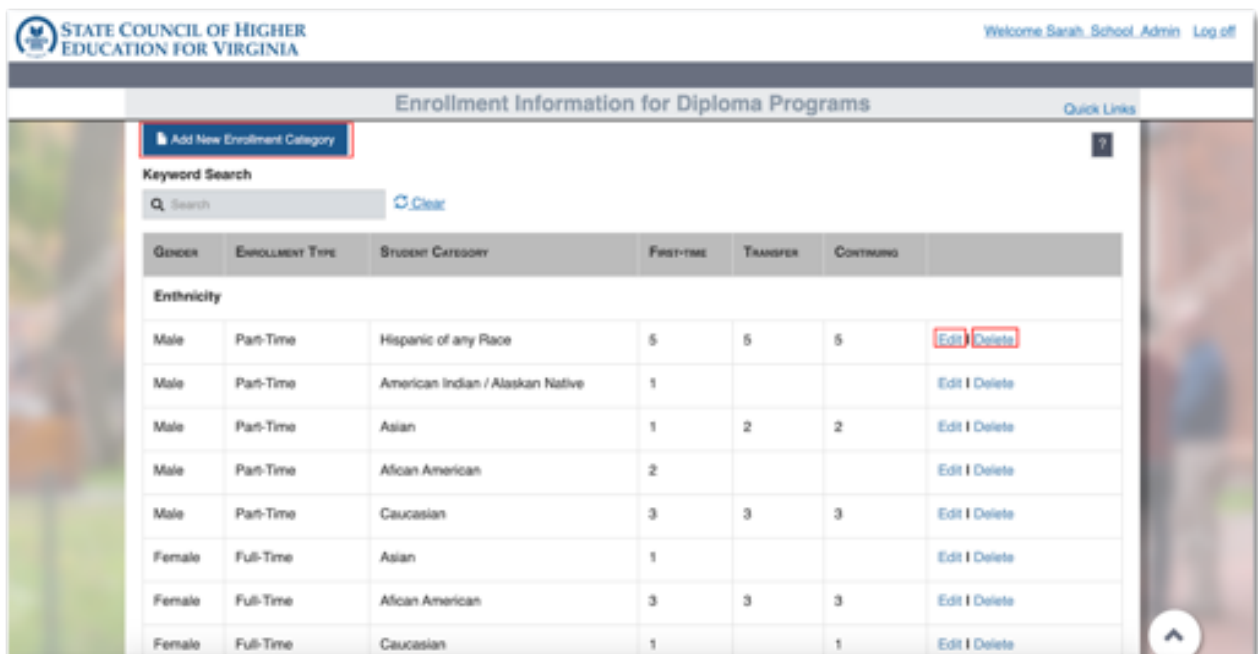 STATE COUNCIL OF HIGHER
EDUCATION FOR VIRGINIA
Welcome Sarah School Admin Log off
Enrollment Information for Diploma Programs
Quick Links
Add New Enrollment Category
?
Keyword Search
Search Clear
GENDER ENROLLMENT TYPE STUDENT CATEGORY FIRST-TIME TRANSFER CONTINUING
Enthnicity
Male Part-Time Hispanic of any Race 5 5 5 Edit | Delete
Male Part-Time American Indian / Alaskan Native 1 Edit | Delete
Male Part-Time Asian 1 2 2 Edit | Delete
Male Part-Time Afican American 2 Edit | Delete
Male Part-Time Caucasian 3 3 3 Edit | Delete
Female Full-Time Asian 1 Edit | Delete
Female Full-Time Afican American 3 3 3 Edit | Delete
Female Full-Time Caucasian 1 1 Edit | Delete